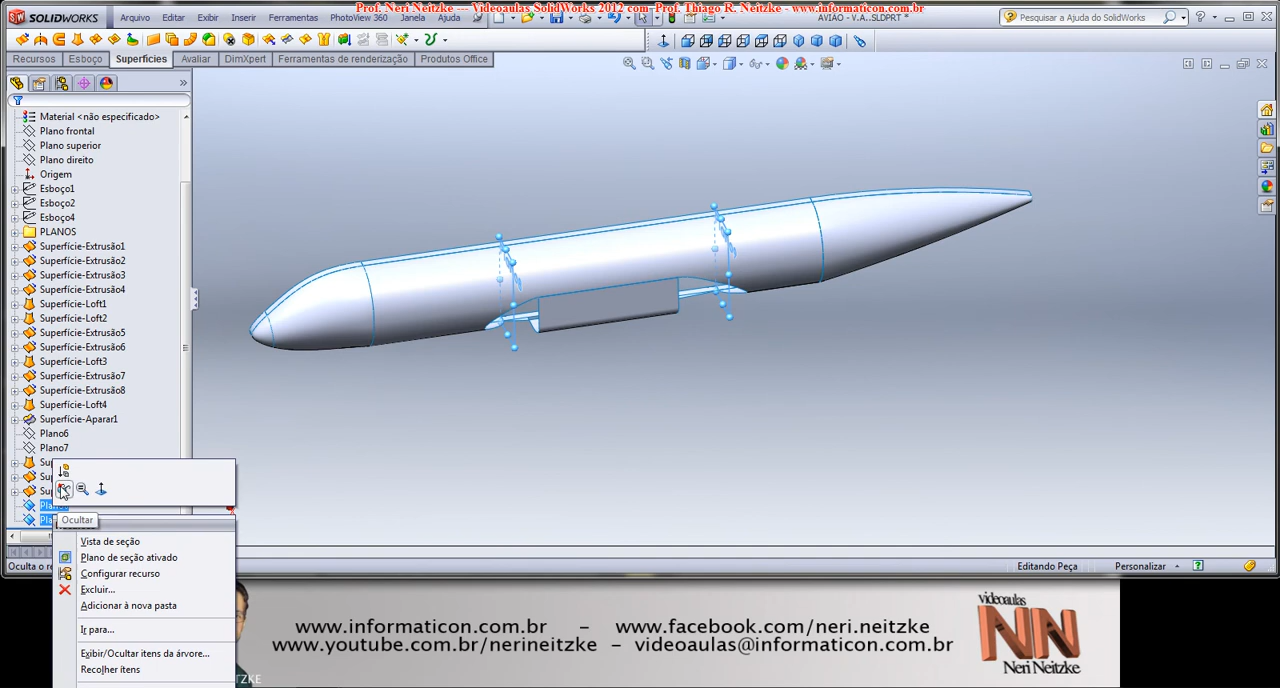 Prof. Neri Neitzke --- Videoaulas SolidWorks 2012 com Prof. Thiago R. Neitzke - www.informaticon.com.br
SOLIDWORKS
Arquivo Editar Exibir Inserir Ferramentas PhotoView 360 Janela Ajuda
AVIAO - V.A...SLDPRT *
Pesquisar a Ajuda do SolidWorks
Recursos Esboço Superfícies Avaliar DimXpert Ferramentas de renderização Produtos Office
Material <não especificado>
Plano frontal
Plano superior
Plano direito
Origem
Esboço1
Esboço2
Esboço4
PLANOS
Superfície-Extrusão1
Superfície-Extrusão2
Superfície-Extrusão3
Superfície-Extrusão4
Superfície-Loft1
Superfície-Loft2
Superfície-Extrusão5
Superfície-Extrusão6
Superfície-Loft3
Superfície-Extrusão7
Superfície-Extrusão8
Superfície-Loft4
Superfície-Aparar1
Plano6
Plano7
Ocultar
Vista de seção
Plano de seção ativado
Configurar recurso
Excluir...
Adicionar à nova pasta
Ir para...
Exibir/Ocultar itens da árvore...
Recolher itens
Oculta o re
Editando Peça
Personalizar
www.informaticon.com.br - www.facebook.com/neri.neitzke
www.youtube.com.br/nerineitzke - videoaulas@informaticon.com.br
videoaulas
NN
Neri Neitzke